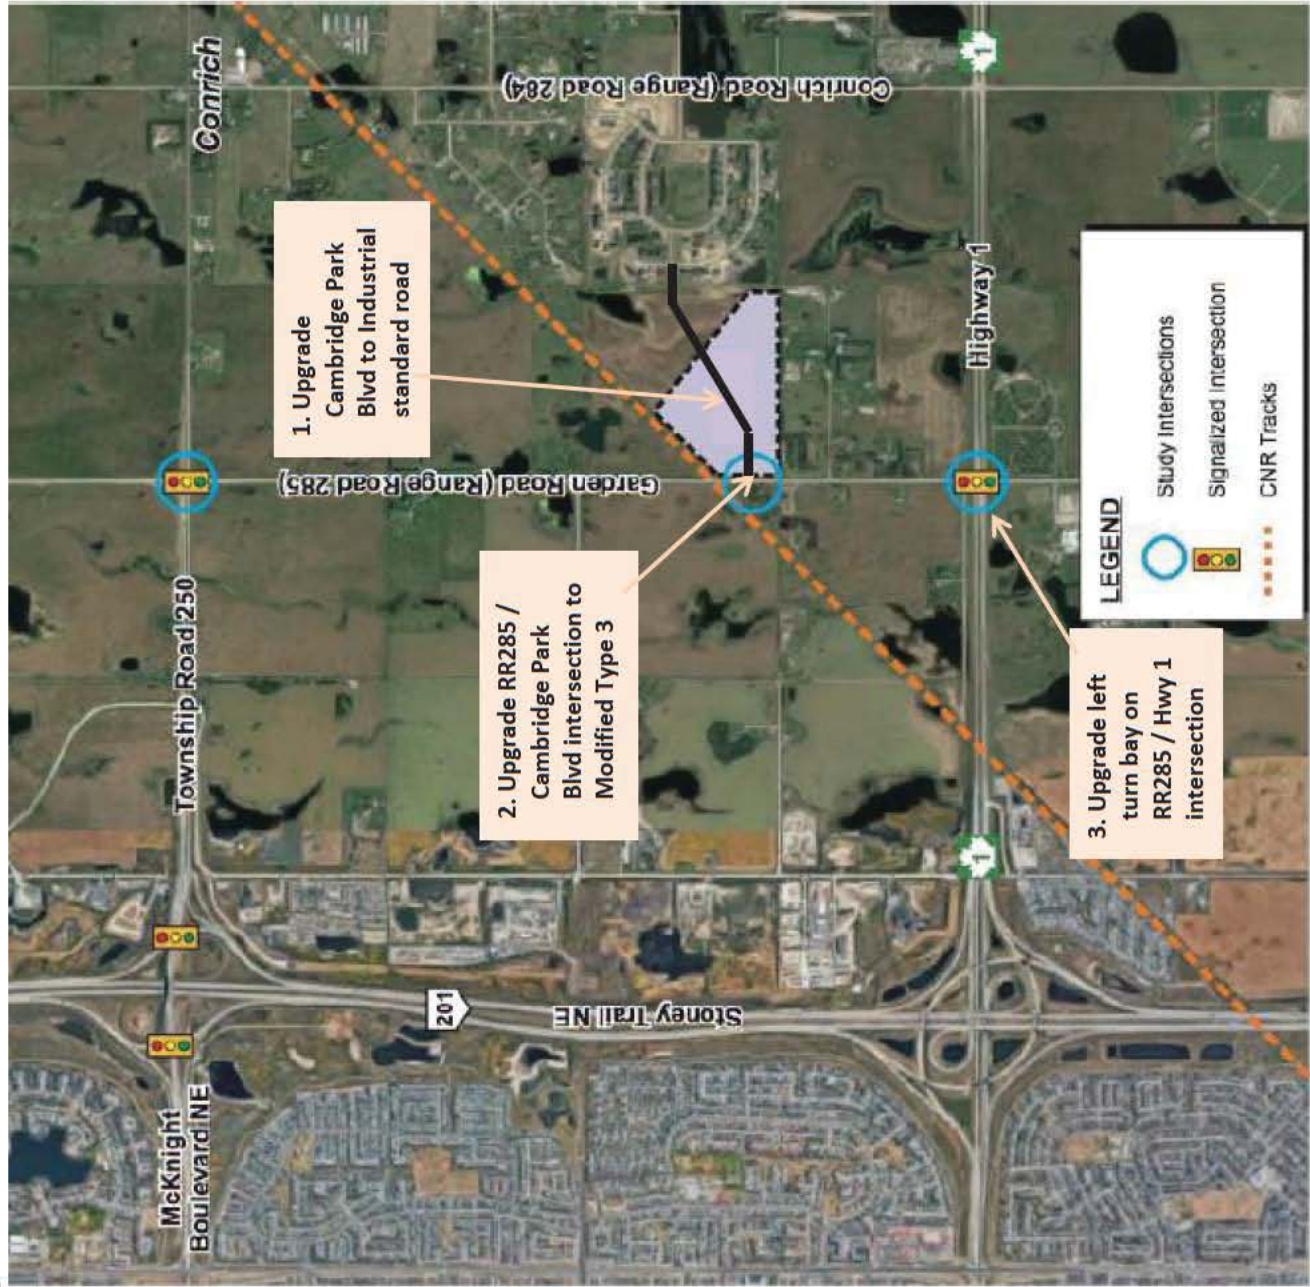 McKnight
Boulevard NE
Township Road 250
Conrich
1. Upgrade
Cambridge Park
Blvd to Industrial
standard road
Garden Road (Range Road 285)
Conrich Road (Range Road 284)
2. Upgrade RR285 /
Cambridge Park
Blvd intersection to
Modified Type 3
201
Stoney Trail NE
1
Highway 1
1
3. Upgrade left
turn bay on
RR285 / Hwy 1
intersection
LEGEND
Study Intersections
Signalized Intersection
CNR Tracks